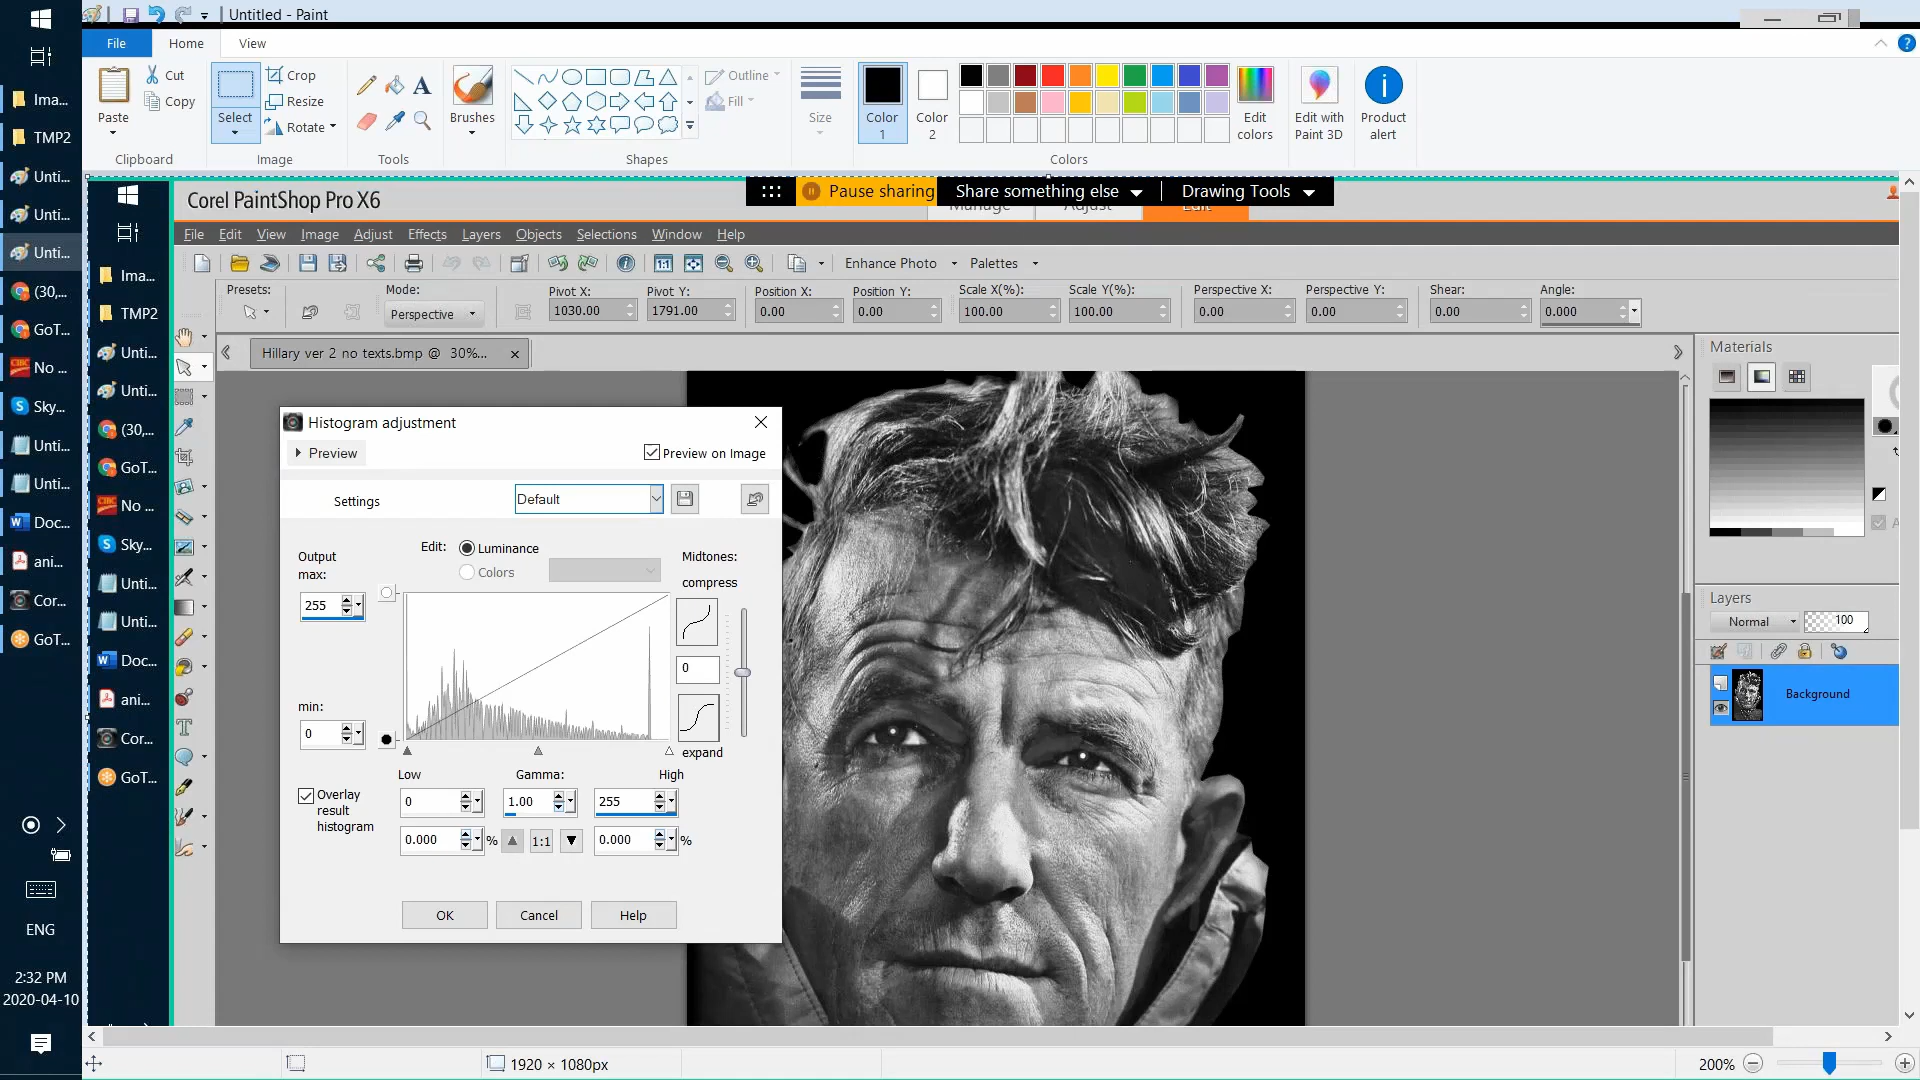 Untitled - Paint
File Home View
Cut
Copy
Paste
Clipboard
Crop
Resize
Rotate
Select
Image
Tools
Brushes
Shapes
Outline
Fill
Size
Color 1
Color 2
Edit colors
Colors
Edit with Paint 3D
Product alert
Ima...
TMP2
Unti...
Unti...
Unti...
(30,...
GoT...
No ...
Sky...
Unti...
Unti...
Doc...
ani...
Cor...
GoT...
ENG
2:32 PM
2020-04-10
Ima...
TMP2
Unti...
Unti...
(30,...
GoT...
No ...
Sky...
Unti...
Unti...
Doc...
ani...
Cor...
GoT...
Corel PaintShop Pro X6
Pause sharing Share something else Drawing Tools
Manage Adjust Edit
File Edit View Image Adjust Effects Layers Objects Selections Window Help
Enhance Photo Palettes
Presets: Mode: Pivot X: Pivot Y: Position X: Position Y: Scale X(%): Scale Y(%): Perspective X: Perspective Y: Shear: Angle:
Perspective 1030.00 1791.00 0.00 0.00 100.00 100.00 0.00 0.00 0.00 0.000
Hillary ver 2 no texts.bmp @ 30%...
Histogram adjustment
Preview
Preview on Image
Settings Default
Output max:
255
Edit: Luminance
Colors
Midtones:
compress
0
expand
min:
0
Low Gamma: High
0 1.00 255
0.000 % 1:1 0.000 %
Overlay result histogram
OK Cancel Help
Materials
Layers
Normal 100
Background
1920 × 1080px
200%